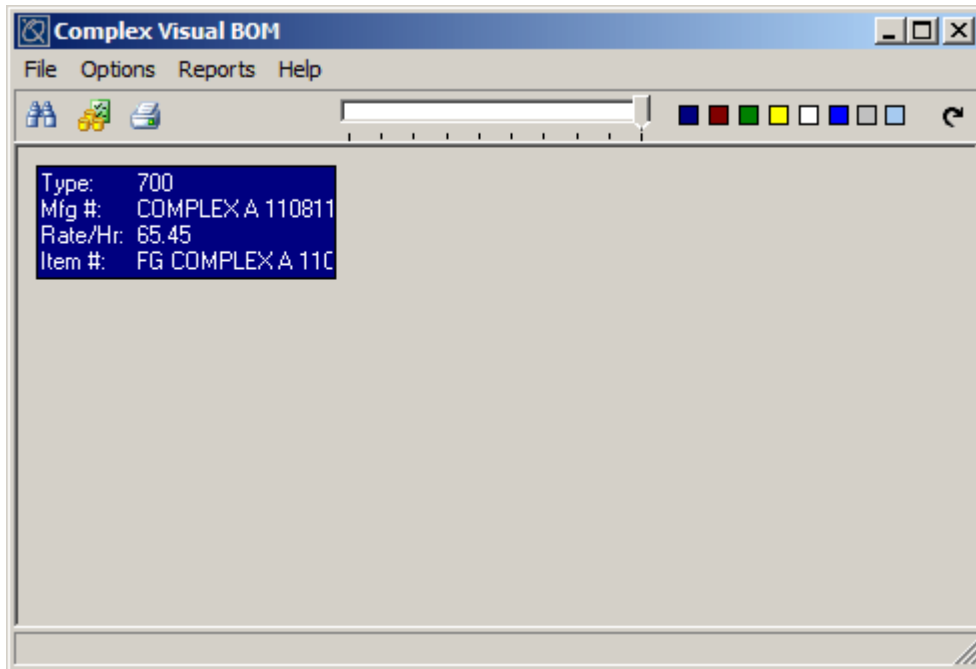 Complex Visual BOM
File Options Reports Help
Type: 700
Mfg #: COMPLEX A 110811
Rate/Hr: 65.45
Item #: FG COMPLEX A 110